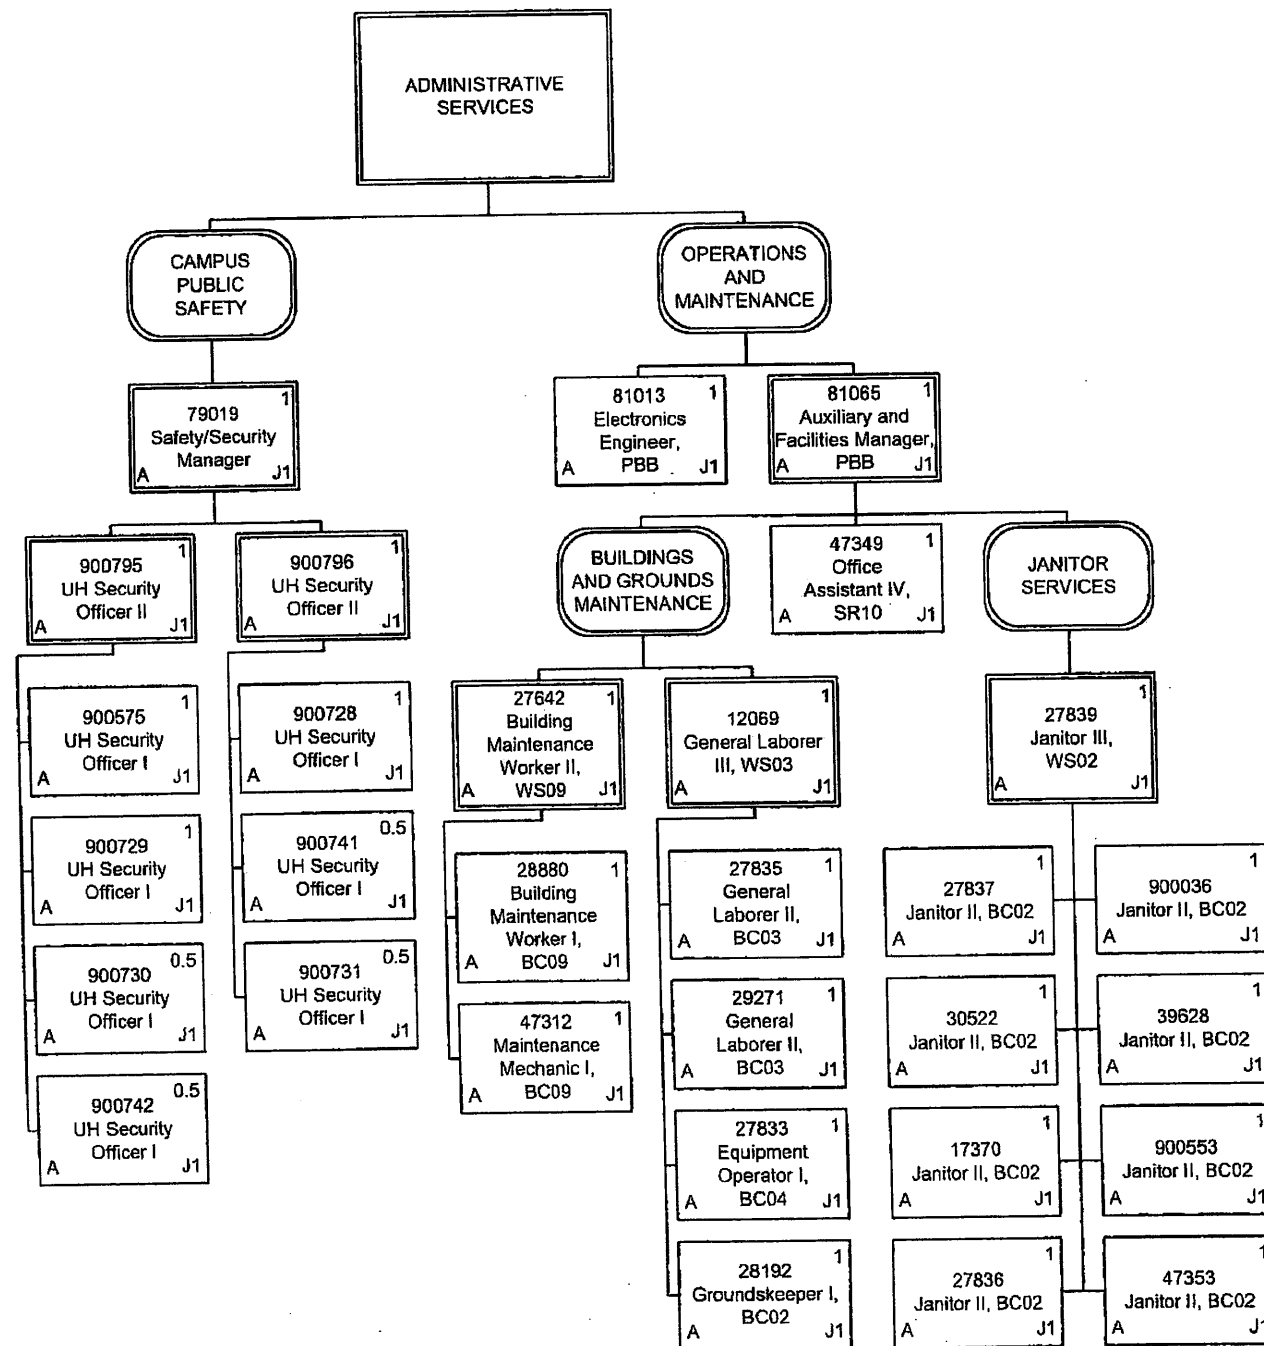 ADMINISTRATIVE
SERVICES
CAMPUS
PUBLIC
SAFETY
OPERATIONS
AND
MAINTENANCE
1
79019
Safety/Security
Manager
A J1
81013 1
Electronics
Engineer,
A PBB J1
81065 1
Auxiliary and
Facilities Manager,
A PBB J1
1
900795
UH Security
Officer II
A J1
1
900796
UH Security
Officer II
A J1
BUILDINGS
AND GROUNDS
MAINTENANCE
47349 1
Office
Assistant IV,
A SR10 J1
JANITOR
SERVICES
1
900575
UH Security
Officer I
A J1
1
900729
UH Security
Officer I
A J1
0.5
900730
UH Security
Officer I
A J1
0.5
900742
UH Security
Officer I
A J1
1
900728
UH Security
Officer I
A J1
0.5
900741
UH Security
Officer I
A J1
0.5
900731
UH Security
Officer I
A J1
27642 1
Building
Maintenance
Worker II,
A WS09 J1
28880 1
Building
Maintenance
Worker I,
A BC09 J1
47312 1
Maintenance
Mechanic I,
A BC09 J1
1
12069
General Laborer
III, WS03
A J1
27835 1
General
Laborer II,
A BC03 J1
29271 1
General
Laborer II,
A BC03 J1
27833 1
Equipment
Operator I,
A BC04 J1
1
28192
Groundskeeper I,
BC02
A J1
1
27839
Janitor III,
WS02
A J1
1
27837
Janitor II, BC02
A J1
1
900036
Janitor II, BC02
A J1
1
30522
Janitor II, BC02
A J1
1
39628
Janitor II, BC02
A J1
1
17370
Janitor II, BC02
A J1
1
900553
Janitor II, BC02
A J1
1
27836
Janitor II, BC02
A J1
1
47353
Janitor II, BC02
A J1